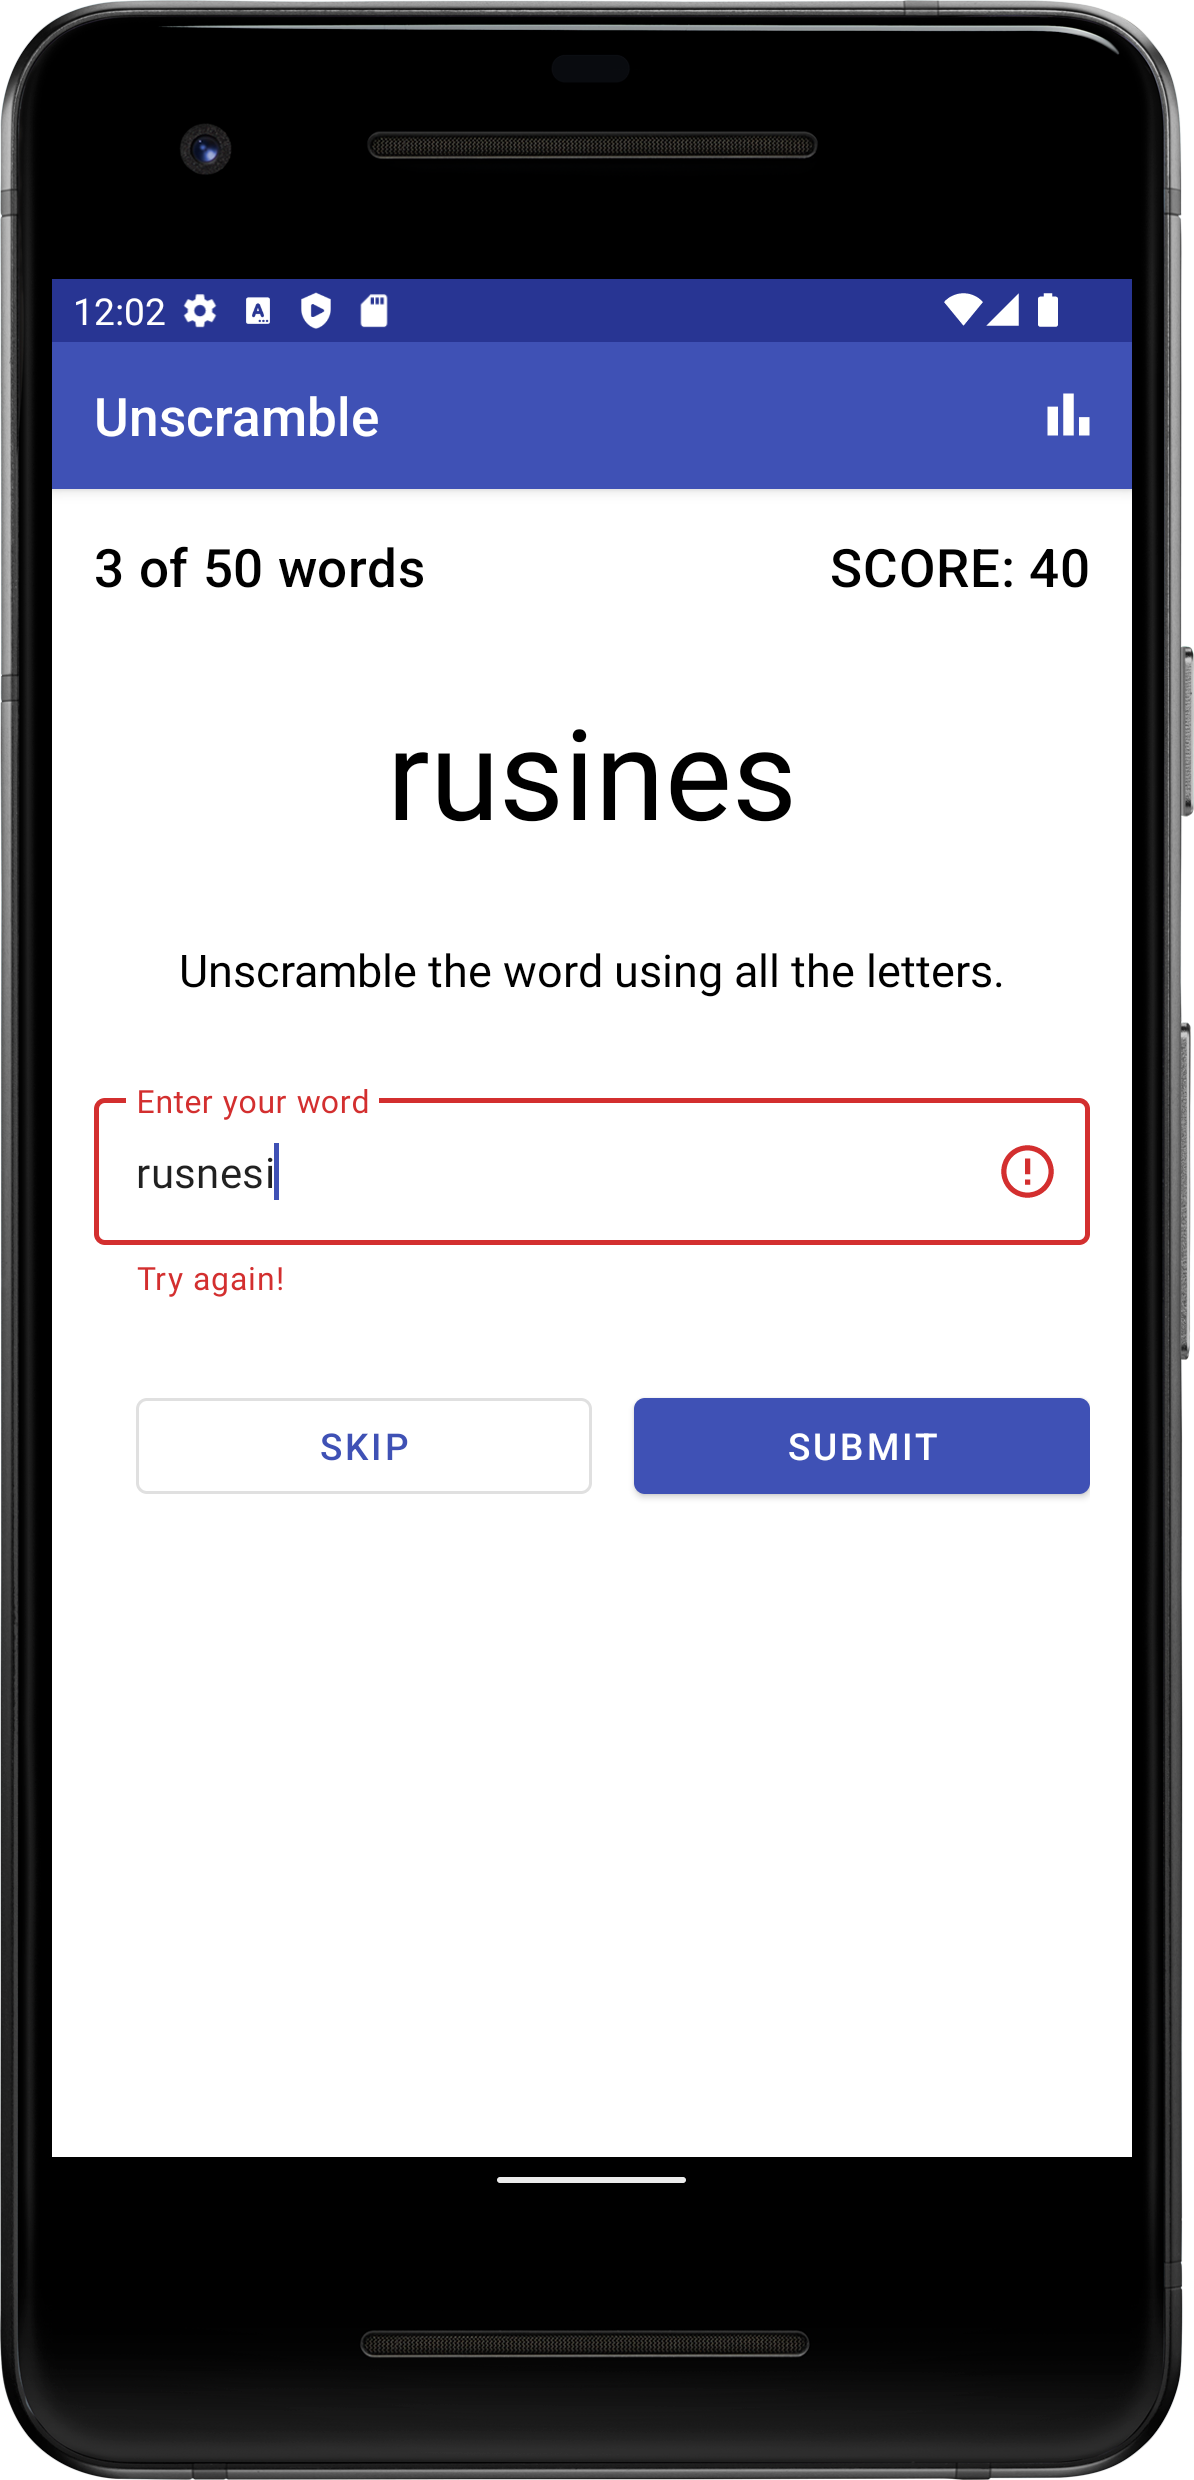 12:02
Unscramble
3 of 50 words SCORE: 40
rusines
Unscramble the word using all the letters.
Enter your word
rusnesi
Try again!
SKIP SUBMIT